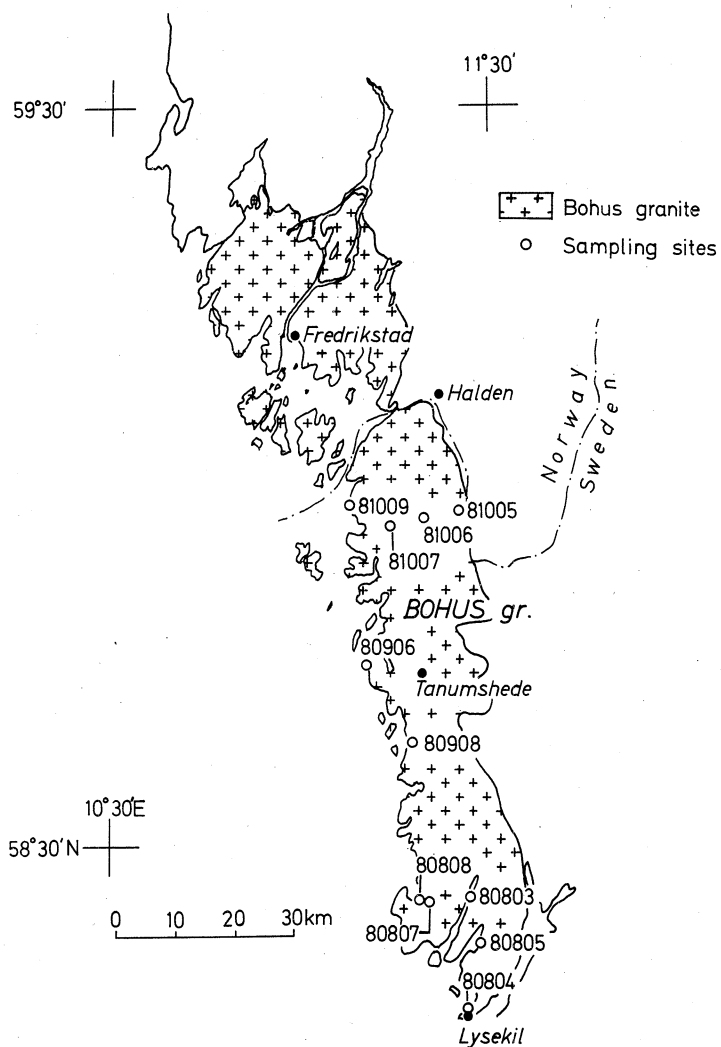 11°30'
59°30'
Bohus granite
Sampling sites
Fredrikstad
Halden
Norway
Sweden
81009
81005
81006
81007
BOHUS gr.
80906
Tanumshede
80908
10°30'E
58°30'N
80808
80803
0 10 20 30km
80807
80805
80804
Lysekil